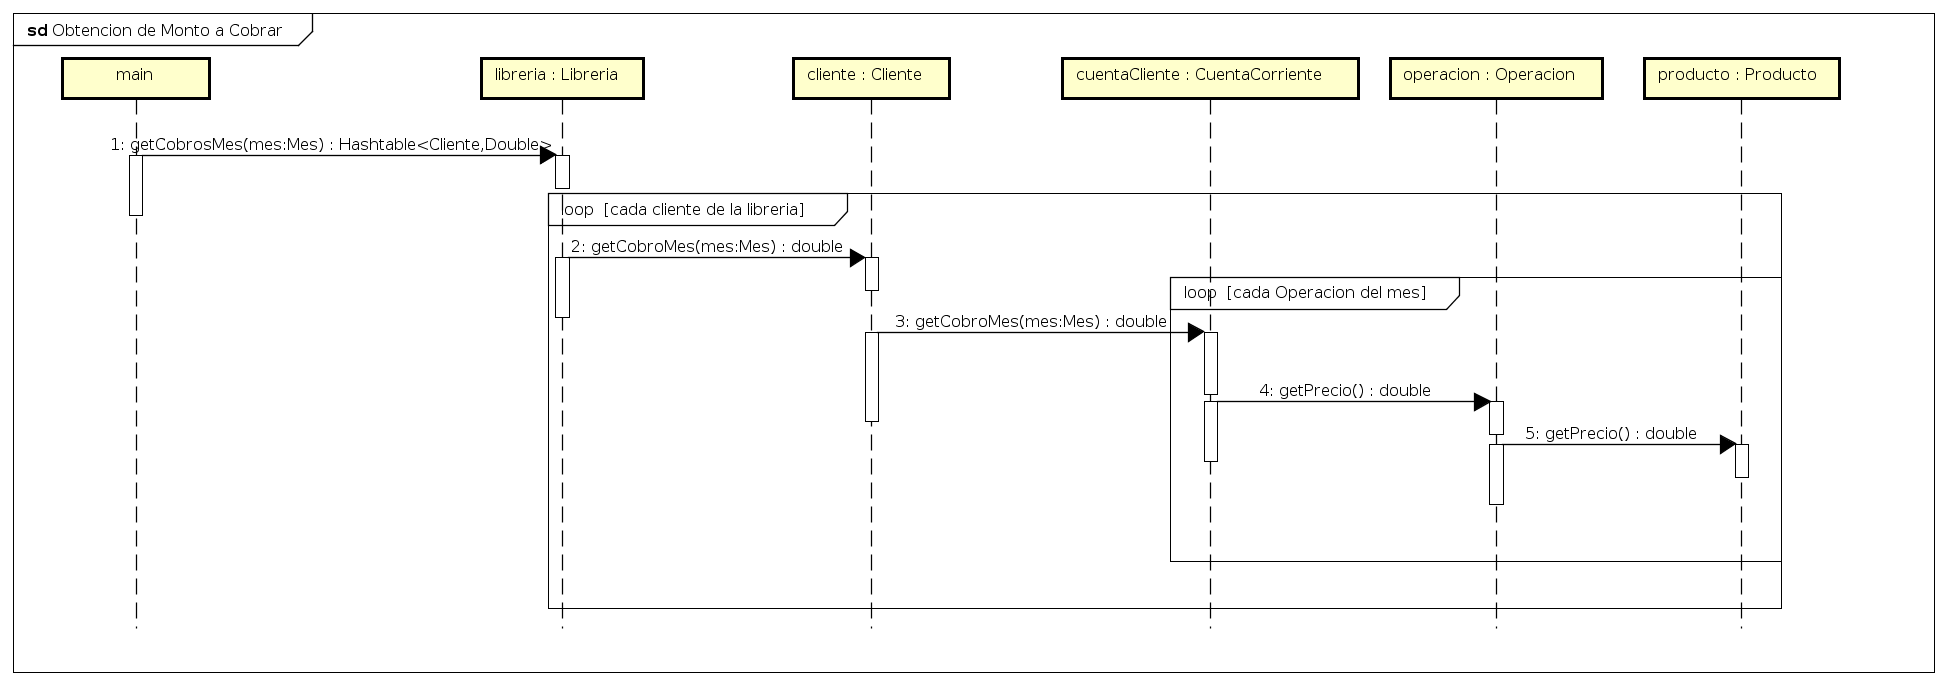 sd Obtencion de Monto a Cobrar
main
libreria : Libreria
cliente : Cliente
cuentaCliente : CuentaCorriente
operacion : Operacion
producto : Producto
1: getCobrosMes(mes:Mes) : Hashtable<Cliente,Double>
loop [cada cliente de la libreria]
2: getCobroMes(mes:Mes) : double
loop [cada Operacion del mes]
3: getCobroMes(mes:Mes) : double
4: getPrecio() : double
5: getPrecio() : double